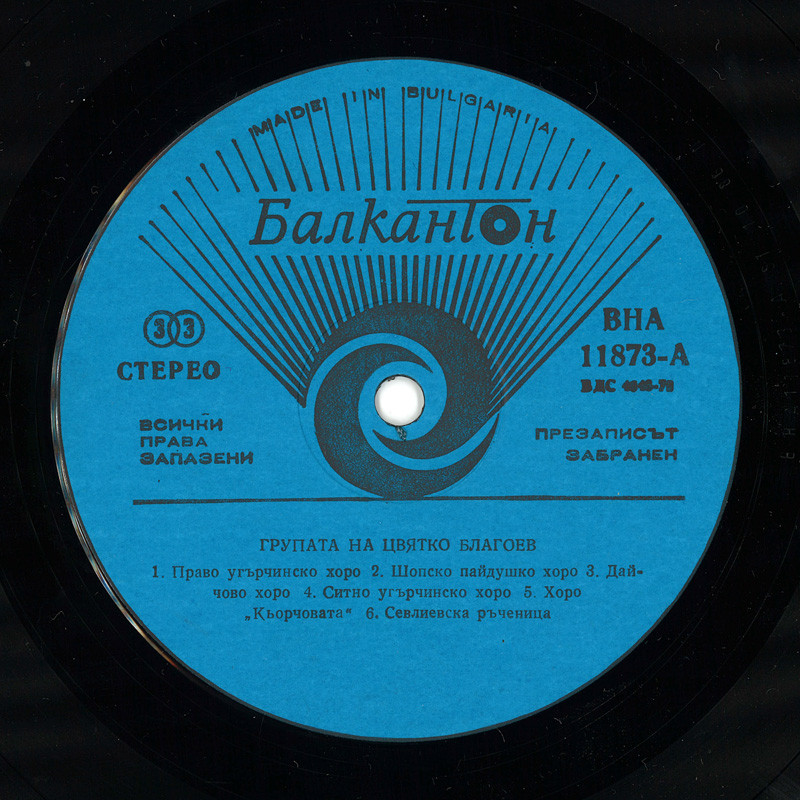 MADE IN BULGARIA
Балкантон
33
СТЕРЕО
ВНА
11873-А
ВСИЧКИ
ПРАВА
ЗАПАЗЕНИ
ПРЕЗАПИСЪТ
ЗАБРАНЕН
ГРУПАТА НА ЦВЯТКО БЛАГОЕВ
1. Право угърчинско хоро 2. Шопско пайдушко хоро 3. Дай-
чово хоро 4. Ситно угърчинско хоро 5. Хоро
„Кьорчовата“ 6. Севлиевска ръченица